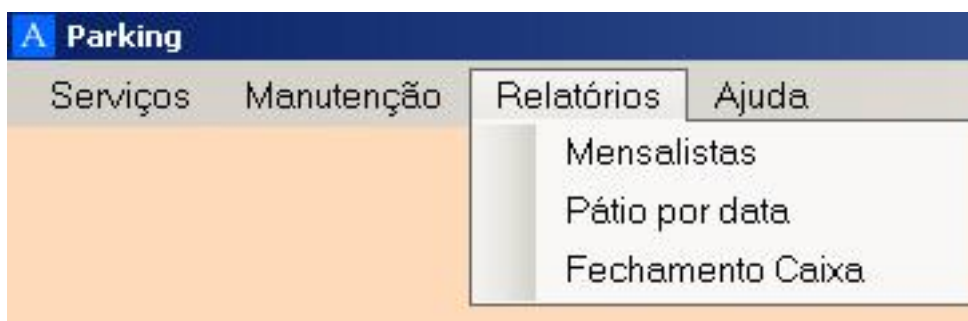 A Parking
Serviços Manutenção Relatórios Ajuda
Mensalistas
Pátio por data
Fechamento Caixa